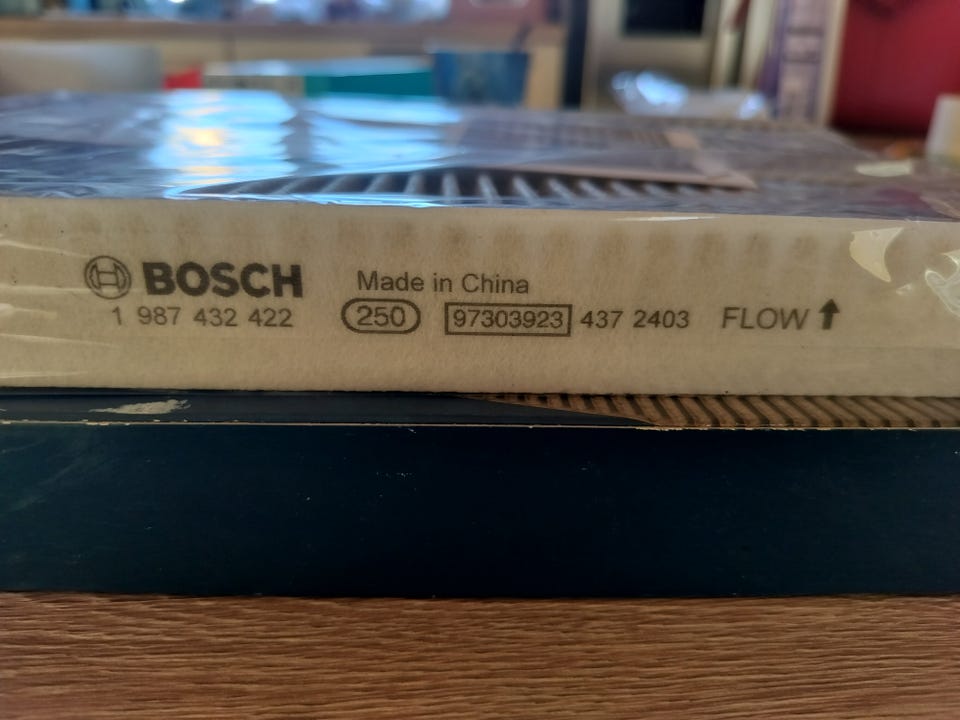 BOSCH Made in China
1 987 432 422 250 97303923 437 2403 FLOW ↑